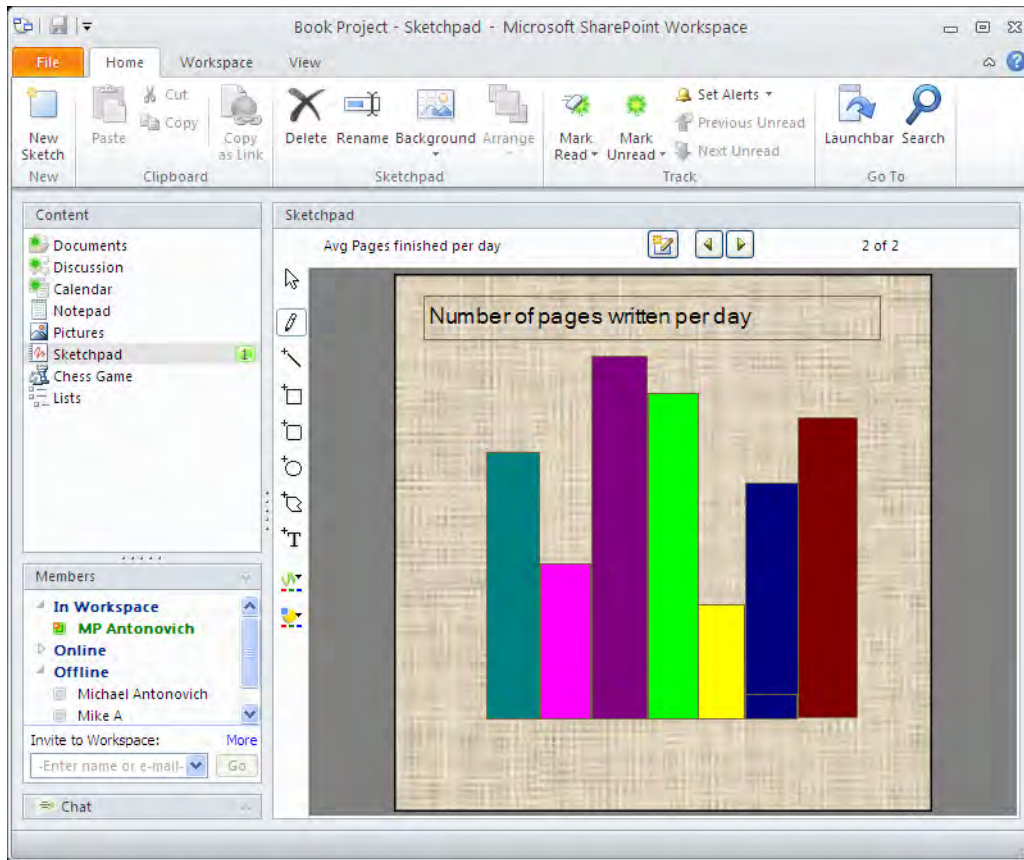 Book Project - Sketchpad - Microsoft SharePoint Workspace
File Home Workspace View
New Sketch
Paste
Cut
Copy
Copy as Link
Delete Rename Background Arrange
Mark Read
Mark Unread
Set Alerts
Previous Unread
Next Unread
Launchbar Search
New Clipboard Sketchpad Track Go To
Content
Documents
Discussion
Calendar
Notepad
Pictures
Sketchpad 1
Chess Game
Lists
Members
In Workspace
MP Antonovich
Online
Offline
Michael Antonovich
Mike A
Invite to Workspace: More
-Enter name or e-mail- Go
Chat
Sketchpad
Avg Pages finished per day 2 of 2
T
Number of pages written per day